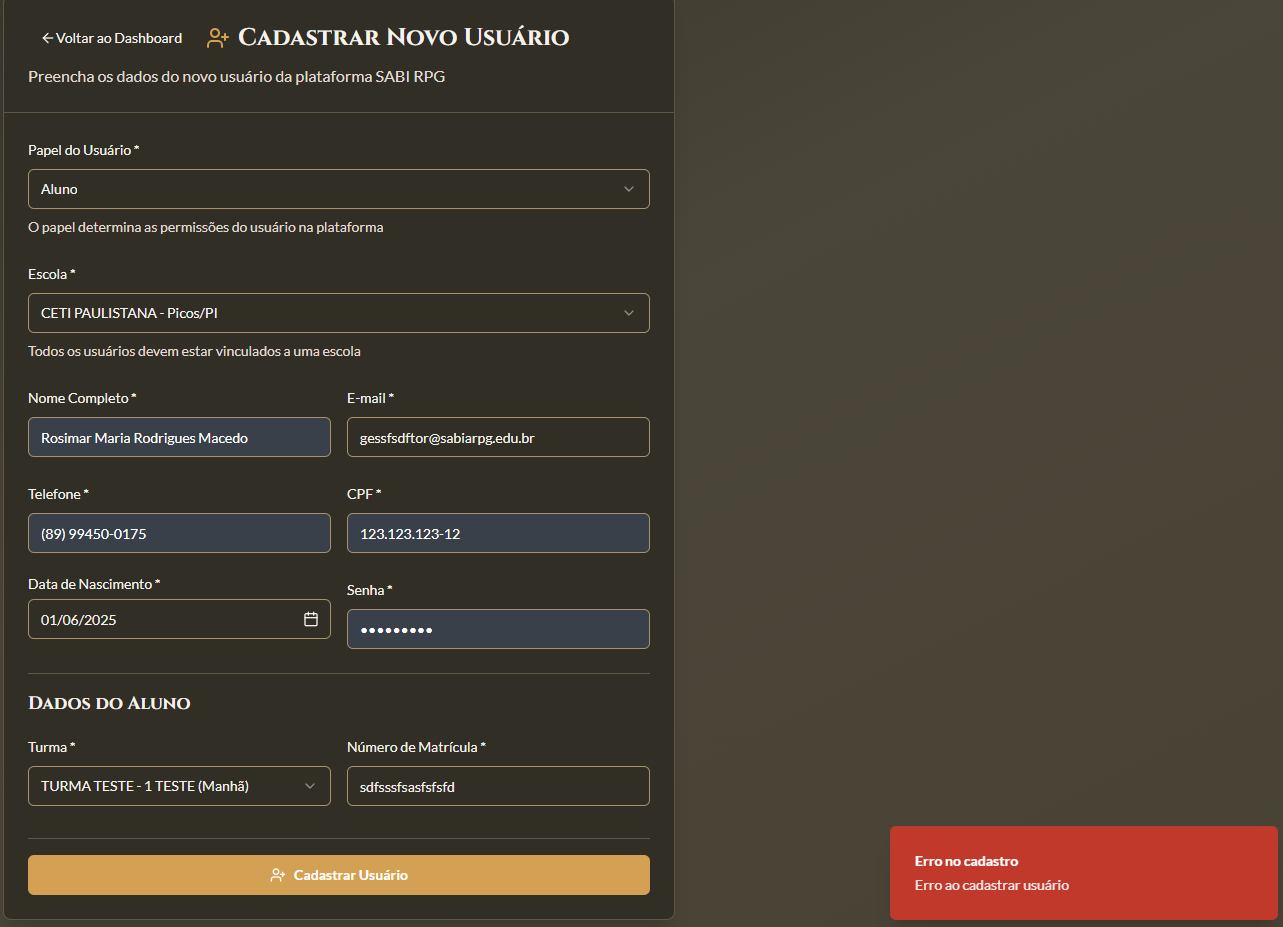 Voltar ao Dashboard
Cadastrar Novo Usuário
Preencha os dados do novo usuário da plataforma SABI RPG
Papel do Usuário *
Aluno
O papel determina as permissões do usuário na plataforma
Escola *
CETI PAULISTANA - Picos/PI
Todos os usuários devem estar vinculados a uma escola
Nome Completo *
E-mail *
Rosimar Maria Rodrigues Macedo
gessfsdftor@sabiarpg.edu.br
Telefone *
CPF *
(89) 99450-0175
123.123.123-12
Data de Nascimento *
Senha *
01/06/2025
•••••••••
Dados do Aluno
Turma *
Número de Matrícula *
TURMA TESTE - 1 TESTE (Manhã)
sdfsssfsasfsfsfd
Cadastrar Usuário
Erro no cadastro
Erro ao cadastrar usuário